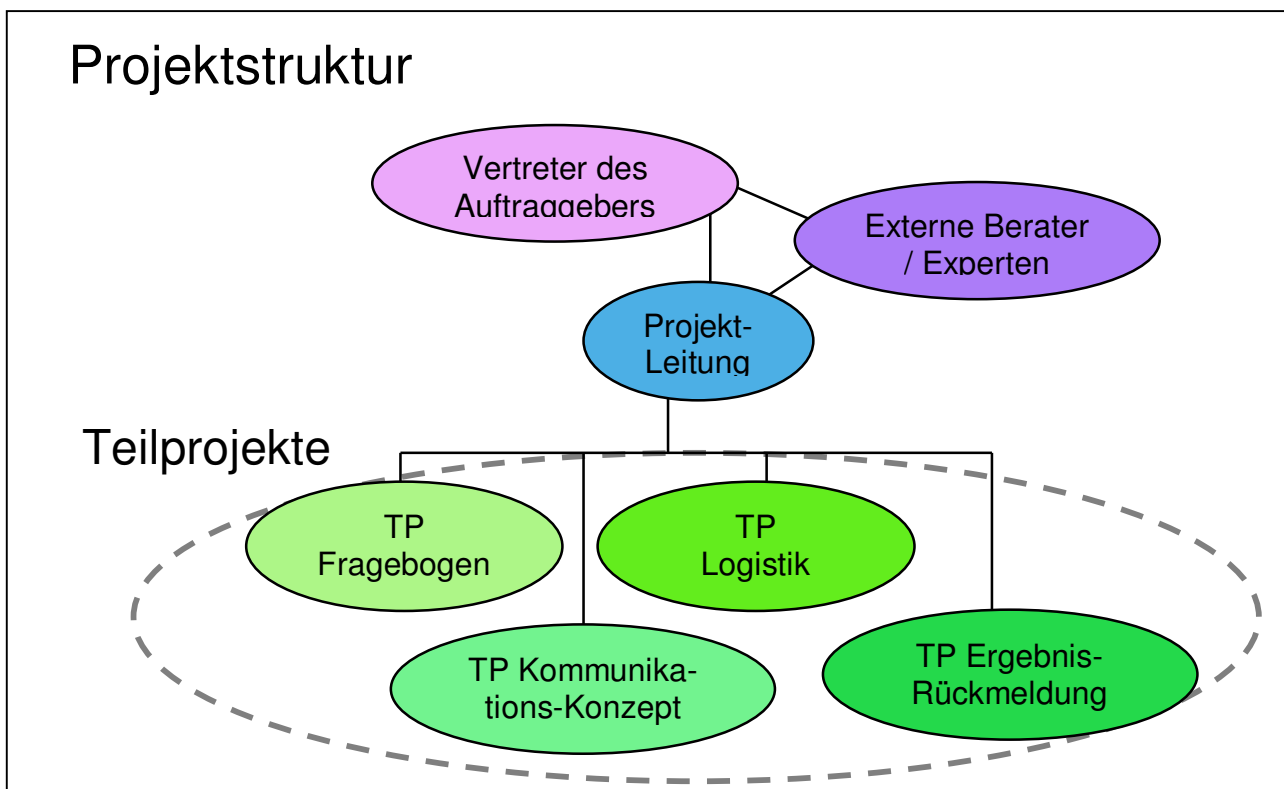 Projektstruktur
Vertreter des
Auftraggebers
Externe Berater
/ Experten
Projekt-
Leitung
Teilprojekte
TP
Fragebogen
TP
Logistik
TP Kommunika-
tions-Konzept
TP Ergebnis-
Rückmeldung